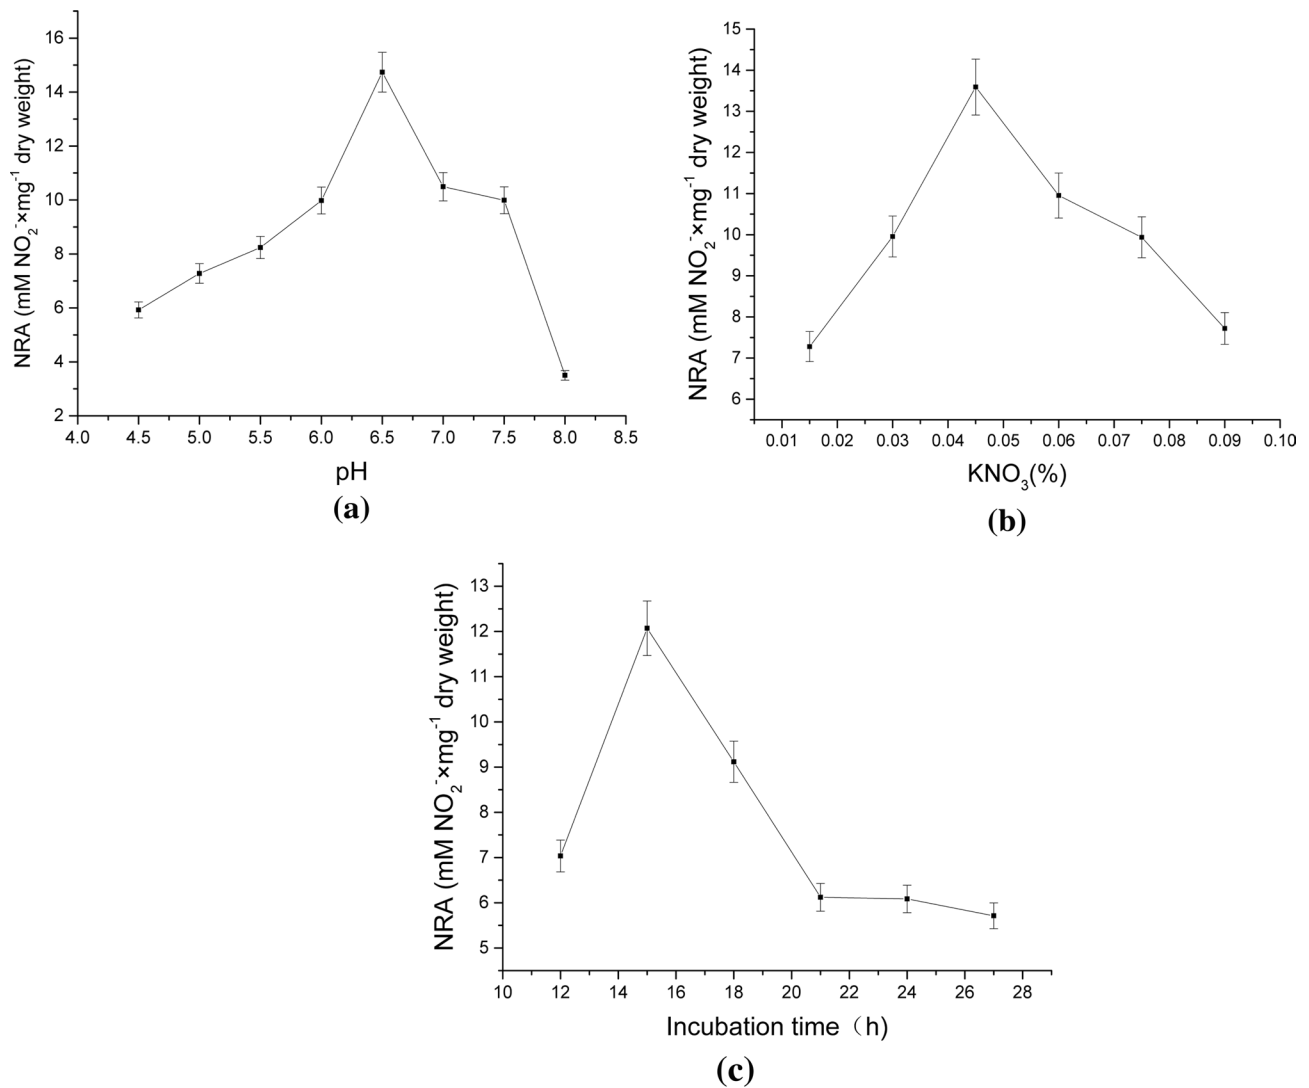 NRA (mM NO2-×mg-1 dry weight)
16
14
12
10
8
6
4
2
4.0 4.5 5.0 5.5 6.0 6.5 7.0 7.5 8.0 8.5
pH
(a)
NRA (mM NO2-×mg-1 dry weight)
15
14
13
12
11
10
9
8
7
6
0.01 0.02 0.03 0.04 0.05 0.06 0.07 0.08 0.09 0.10
KNO3(%)
(b)
NRA (mM NO2-×mg-1 dry weight)
13
12
11
10
9
8
7
6
5
10 12 14 16 18 20 22 24 26 28
Incubation time（h)
(c)